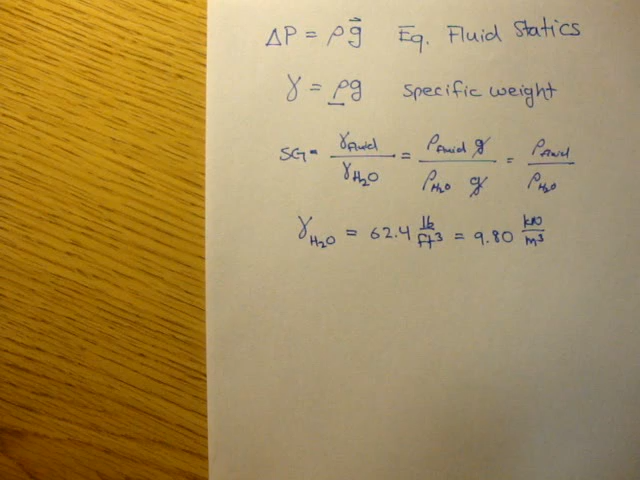 ΔP = ρg⃗ Eq. Fluid Statics
γ = ρg Specific weight
SG = γfluid / γH₂O = ρfluid g / ρH₂O g = ρfluid / ρH₂O
γH₂O = 62.4 lb/ft³ = 9.80 kN/m³